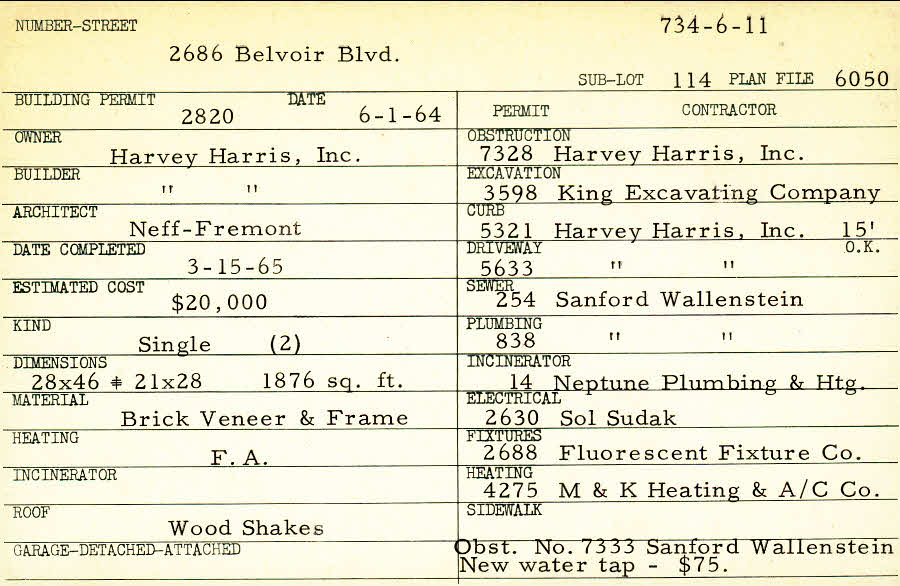 NUMBER-STREET 734-6-11
2686 Belvoir Blvd.
SUB-LOT 114 PLAN FILE 6050
BUILDING PERMIT DATE
2820 6-1-64
OWNER
Harvey Harris, Inc.
BUILDER
" "
ARCHITECT
Neff-Fremont
DATE COMPLETED
3-15-65
ESTIMATED COST
$20,000
KIND
Single (2)
DIMENSIONS
28x46 ‡ 21x28 1876 sq. ft.
MATERIAL
Brick Veneer & Frame
HEATING
F. A.
INCINERATOR
ROOF
Wood Shakes
GARAGE-DETACHED-ATTACHED
PERMIT CONTRACTOR
OBSTRUCTION
7328 Harvey Harris, Inc.
EXCAVATION
3598 King Excavating Company
CURB
5321 Harvey Harris, Inc. 15'
DRIVEWAY O.K.
5633 " "
SEWER
254 Sanford Wallenstein
PLUMBING
838 " "
INCINERATOR
14 Neptune Plumbing & Htg.
ELECTRICAL
2630 Sol Sudak
FIXTURES
2688 Fluorescent Fixture Co.
HEATING
4275 M & K Heating & A/C Co.
SIDEWALK
Obst. No. 7333 Sanford Wallenstein
New water tap - $75.